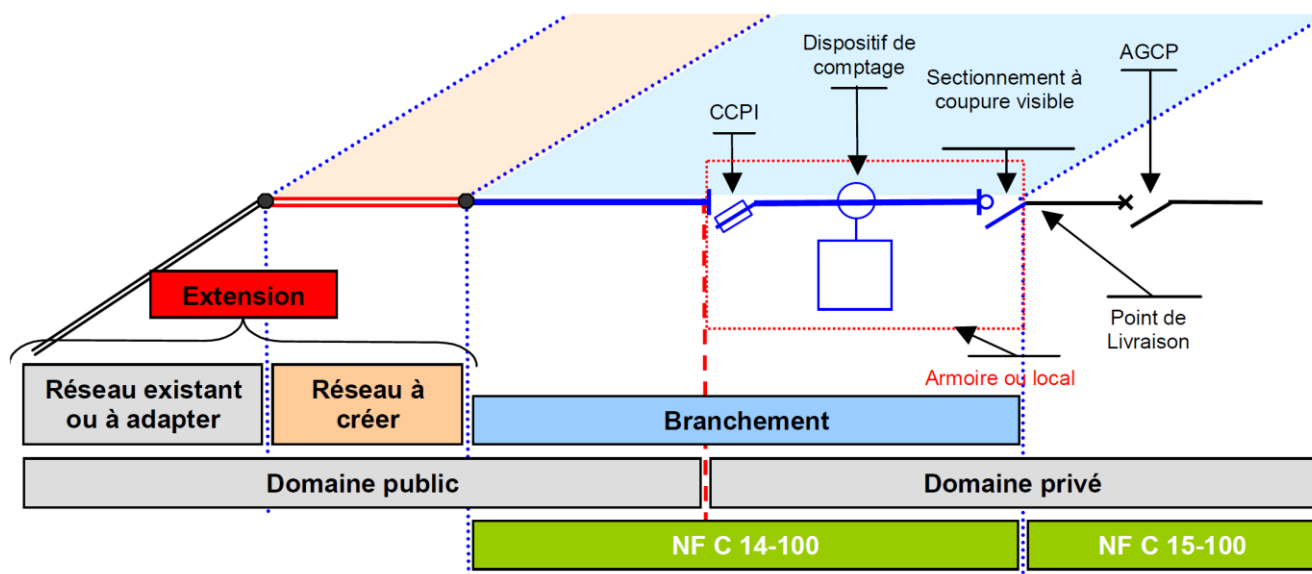 Dispositif de
comptage
AGCP
Sectionnement à
coupure visible
CCPI
Extension
Point de
Livraison
Armoire ou local
Réseau existant
ou à adapter
Réseau à
créer
Branchement
Domaine public
Domaine privé
NF C 14-100
NF C 15-100